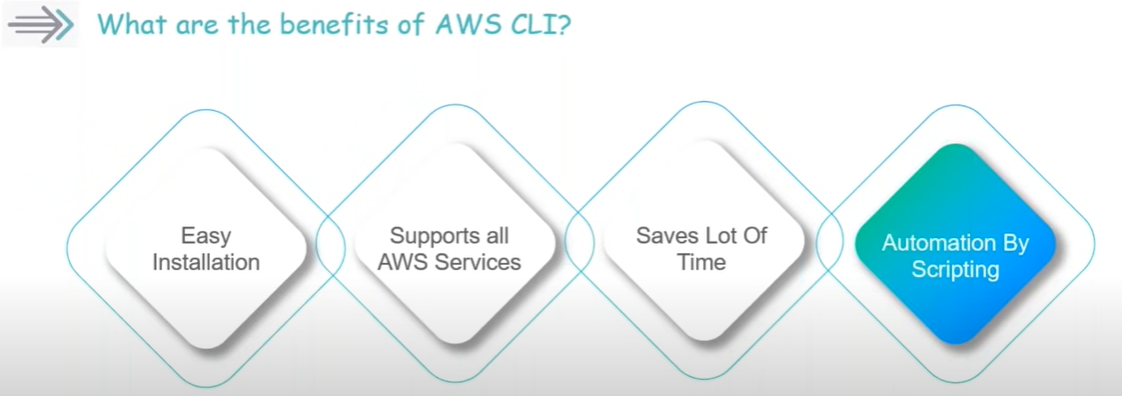 What are the benefits of AWS CLI?
Easy
Installation
Supports all
AWS Services
Saves Lot Of
Time
Automation By
Scripting